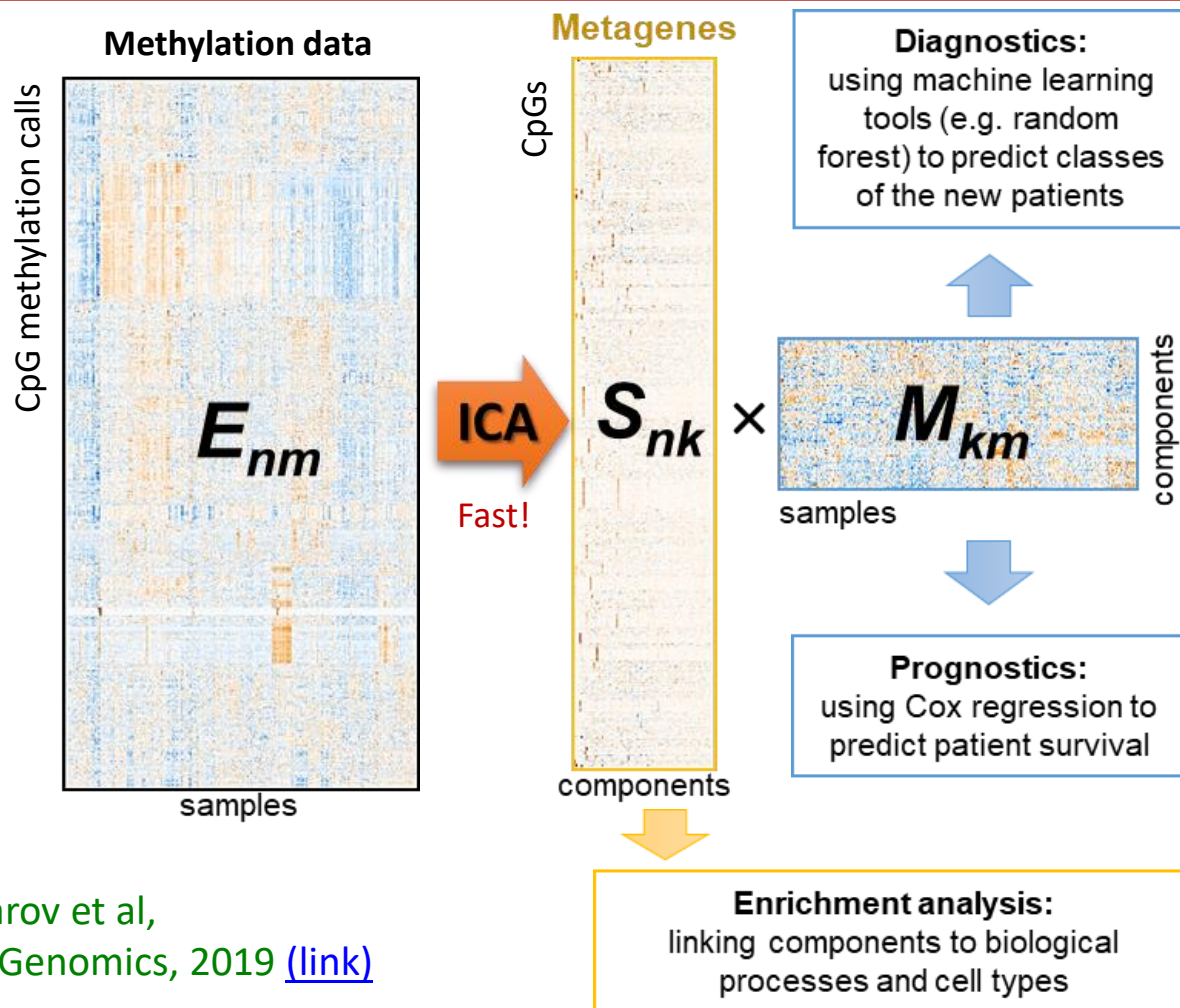 Methylation data
CpG methylation calls
E_nm
samples
ICA
Fast!
Metagenes
CpGs
S_nk
components
×
M_km
samples
components
Diagnostics:
using machine learning
tools (e.g. random
forest) to predict classes
of the new patients
Prognostics:
using Cox regression to
predict patient survival
Enrichment analysis:
linking components to biological
processes and cell types
arov et al,
Genomics, 2019 (link)